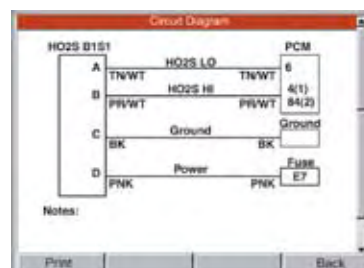 Circuit Diagram
HO2S B1S1
PCM
A
HO2S LO
6
TN/WT
TN/WT
B
HO2S HI
4(1)
PR/WT
PR/WT
84(2)
C
Ground
Ground
BK
BK
D
Power
Fuse
E7
PNK
PNK
Notes:
Print
Back